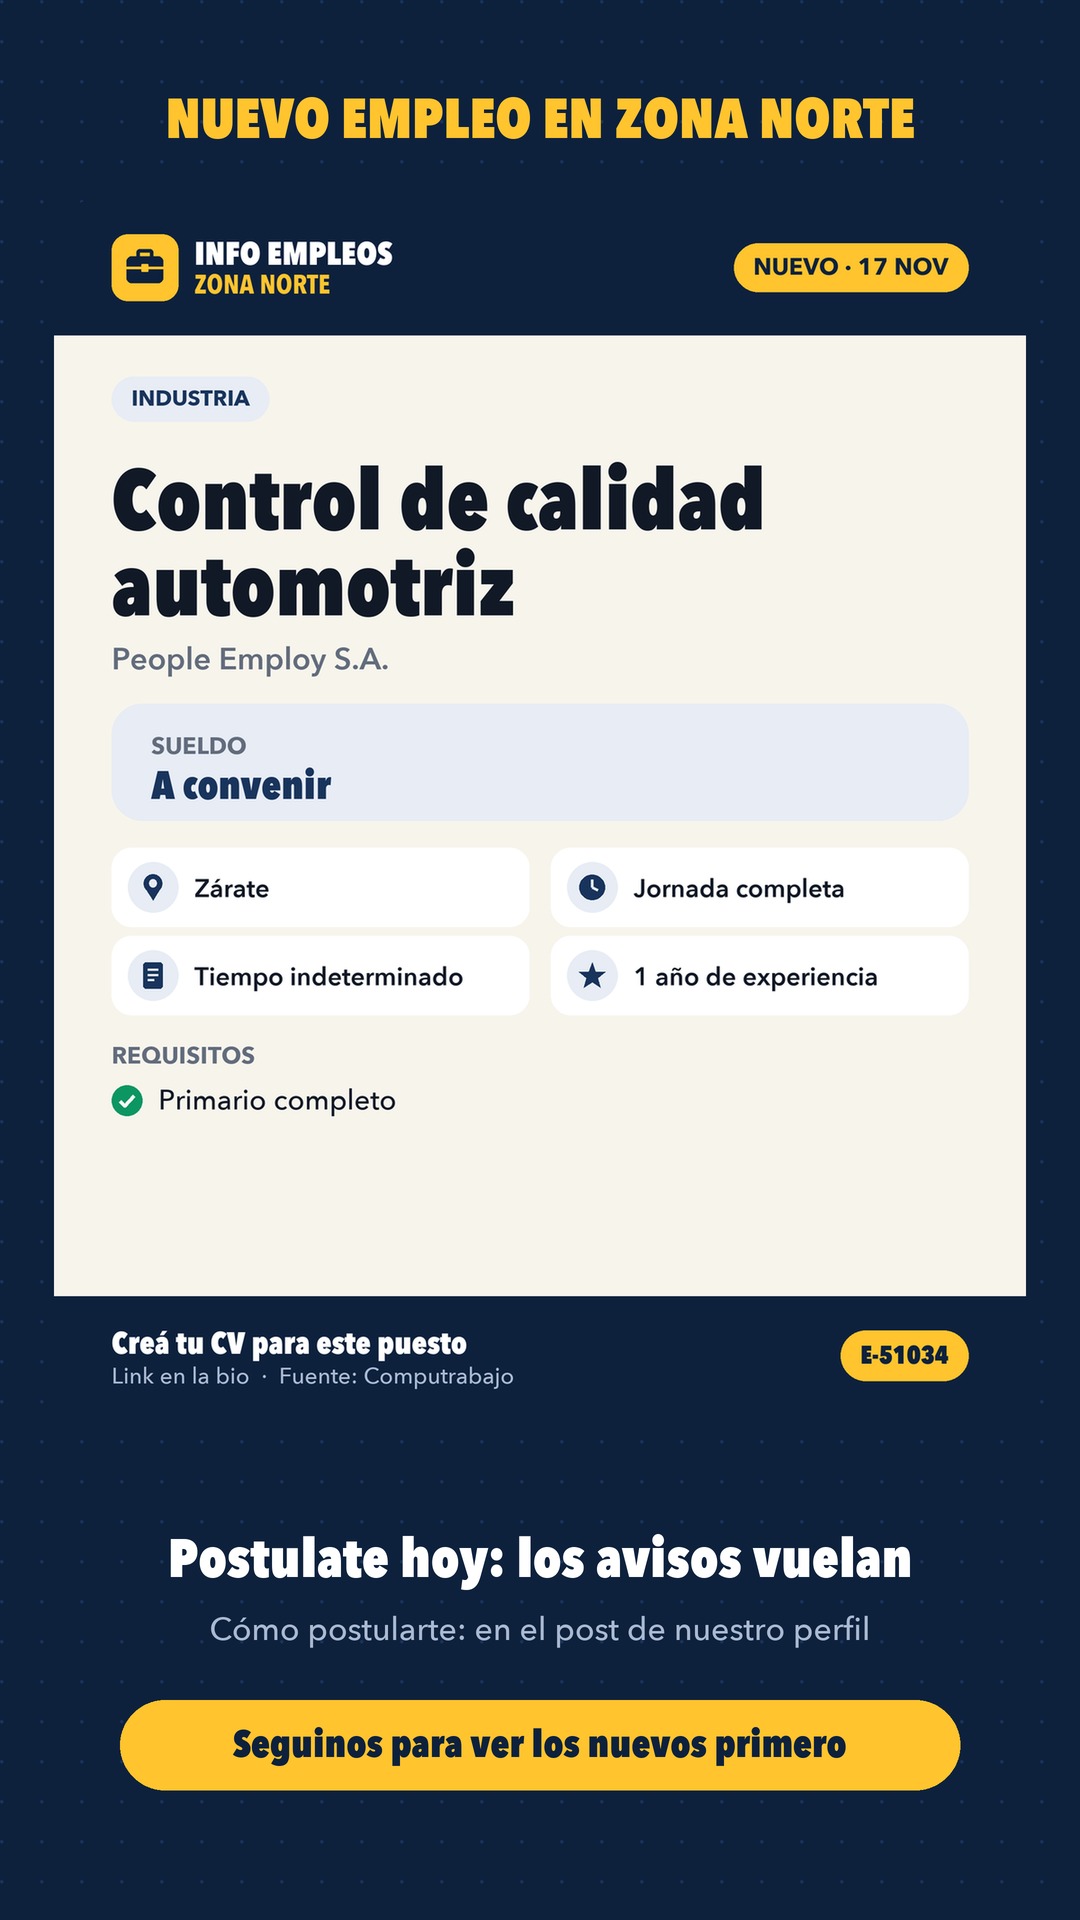 NUEVO EMPLEO EN ZONA NORTE
INFO EMPLEOS
ZONA NORTE
NUEVO · 17 NOV
INDUSTRIA
Control de calidad
automotriz
People Employ S.A.
SUELDO
A convenir
Zárate
Jornada completa
Tiempo indeterminado
1 año de experiencia
REQUISITOS
Primario completo
Creá tu CV para este puesto
Link en la bio · Fuente: Computrabajo
E-51034
Postulate hoy: los avisos vuelan
Cómo postularte: en el post de nuestro perfil
Seguinos para ver los nuevos primero